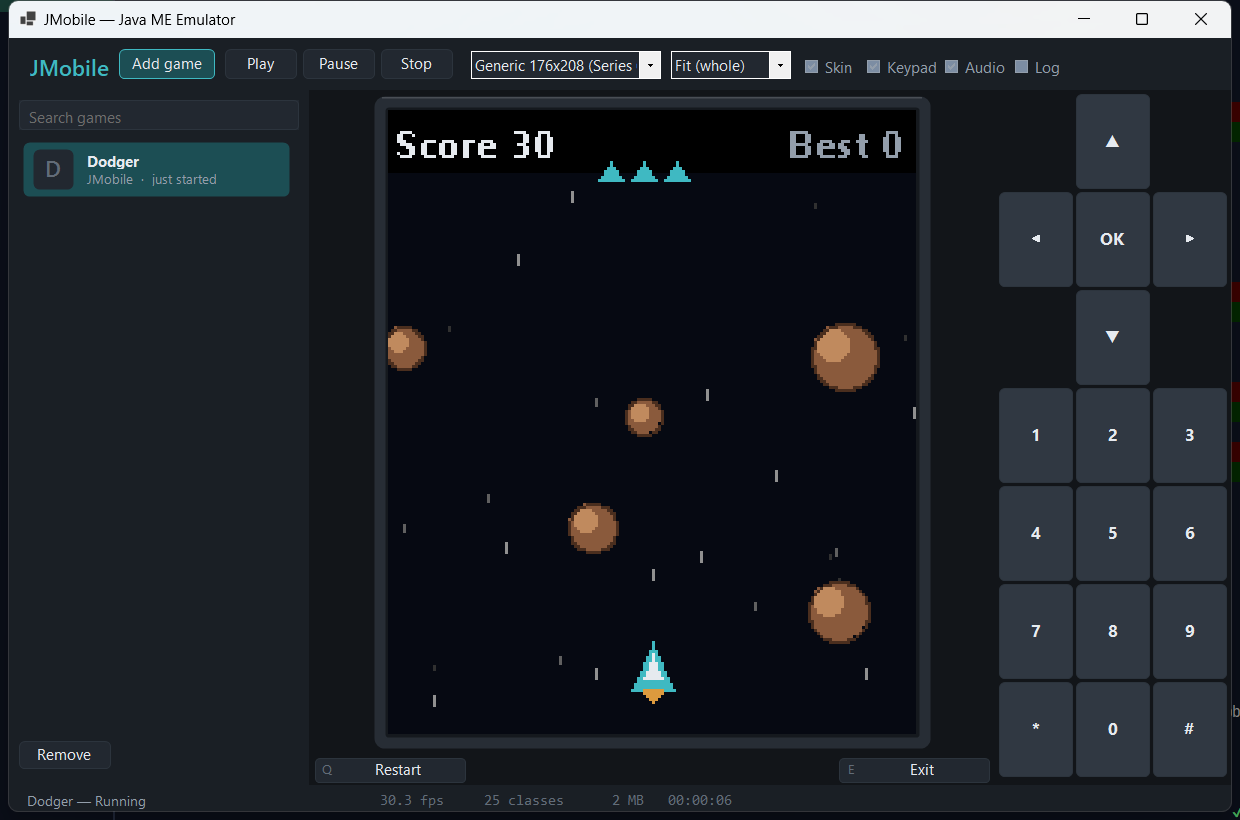 JMobile — Java ME Emulator
JMobile
Add game
Play
Pause
Stop
Generic 176x208 (Series
Fit (whole)
Skin
Keypad
Audio
Log
Search games
D
Dodger
JMobile · just started
Score 30
Best 0
▲
◄
OK
►
▼
1 2 3
4 5 6
7 8 9
* 0 #
Remove
Q Restart
E Exit
Dodger — Running
30.3 fps
25 classes
2 MB
00:00:06